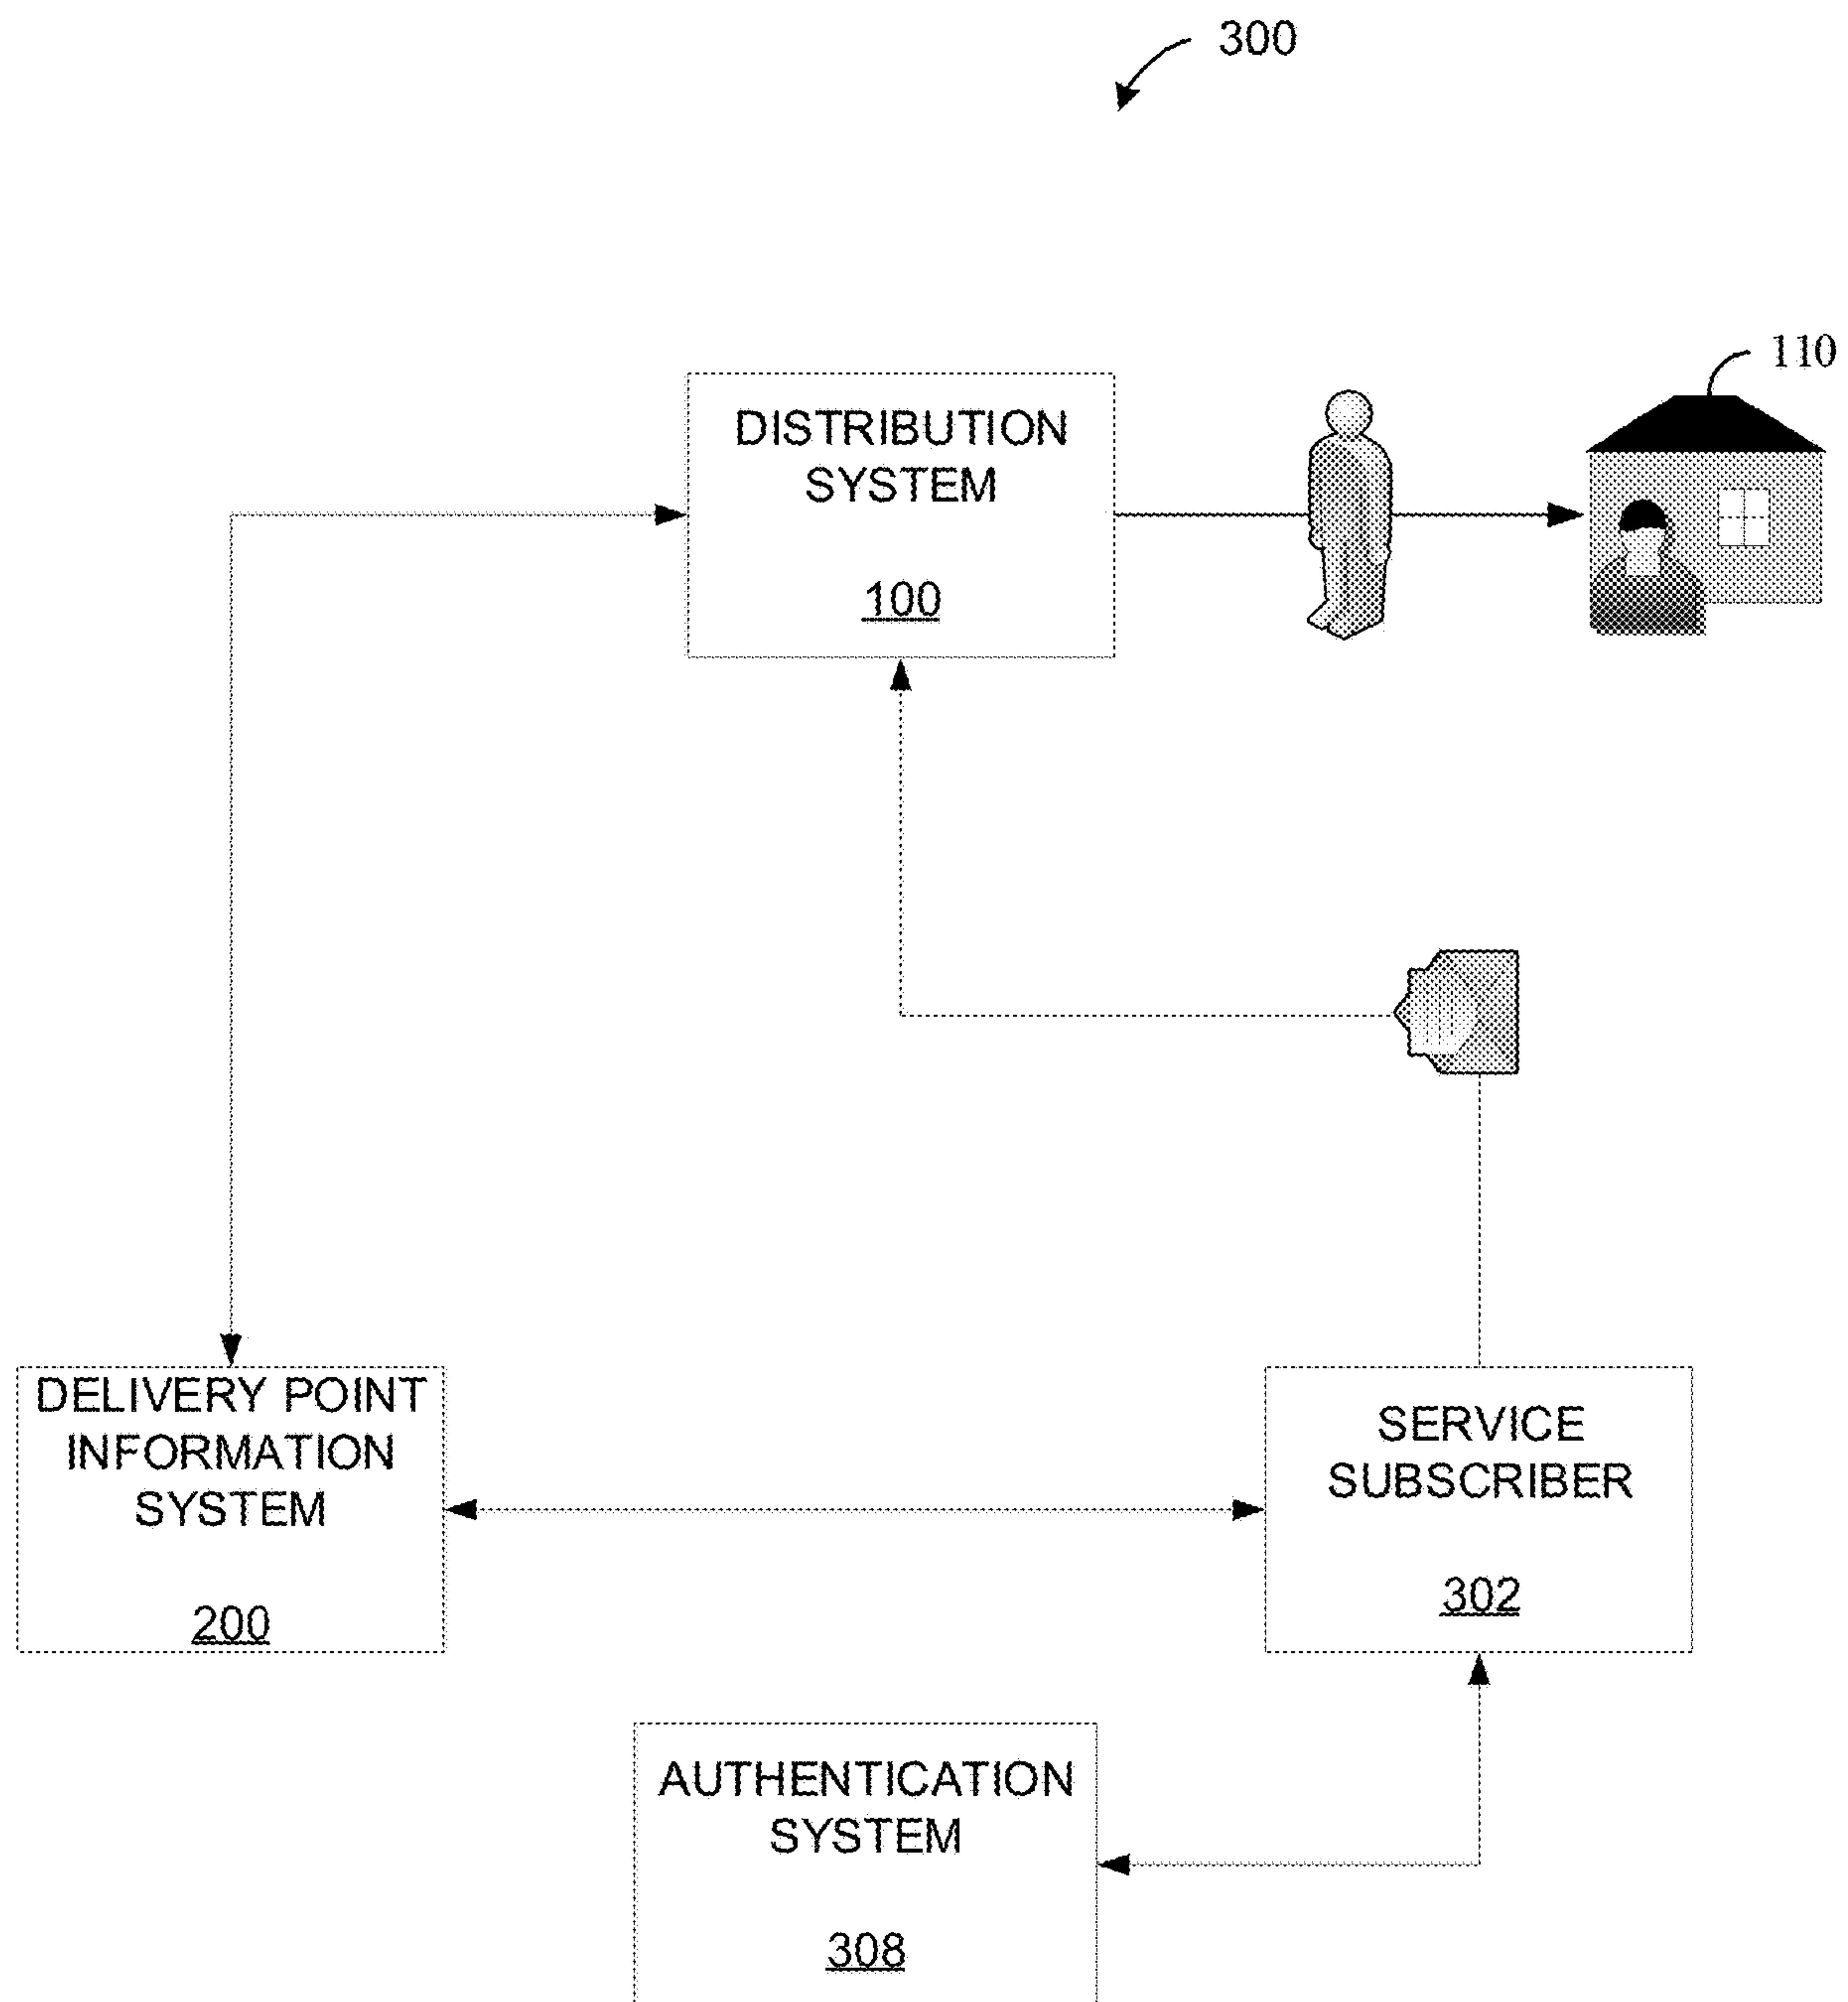 300
110
DISTRIBUTION
SYSTEM
100
DELIVERY POINT
INFORMATION
SYSTEM
200
SERVICE
SUBSCRIBER
302
AUTHENTICATION
SYSTEM
308